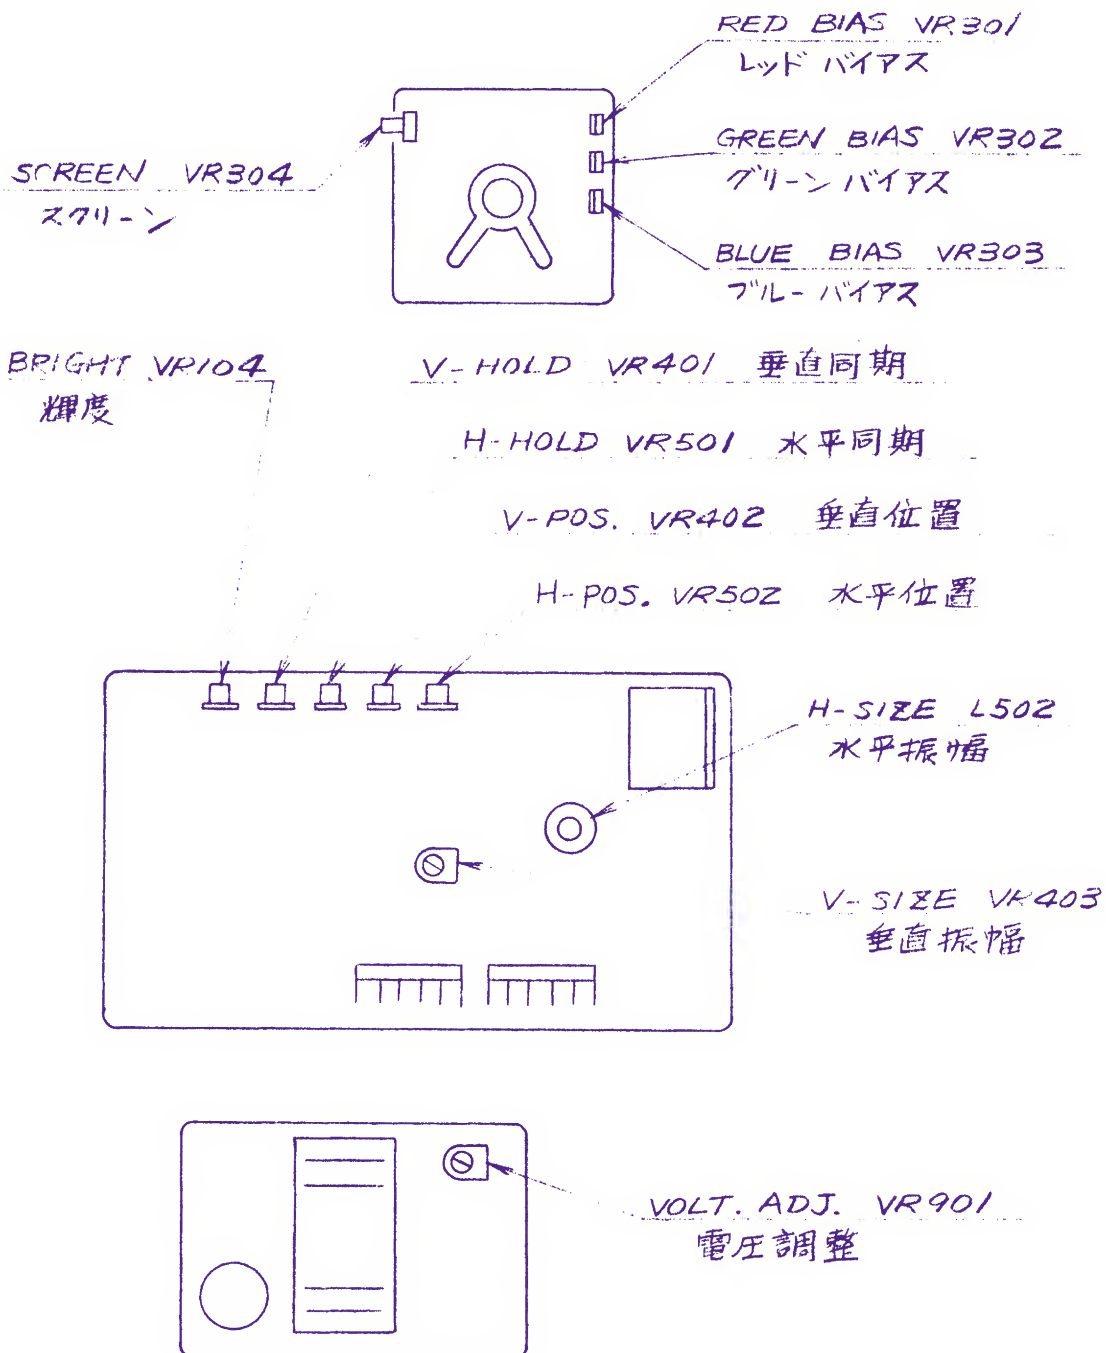 RED BIAS VR301
レッド バイアス
GREEN BIAS VR302
グリーン バイアス
SCREEN VR304
スクリーン
BLUE BIAS VR303
ブルー バイアス
BRIGHT VR104
輝度
V-HOLD VR401 垂直同期
H-HOLD VR501 水平同期
V-POS. VR402 垂直位置
H-POS. VR502 水平位置
H-SIZE L502
水平振幅
V-SIZE VR403
垂直振幅
VOLT. ADJ. VR901
電圧調整